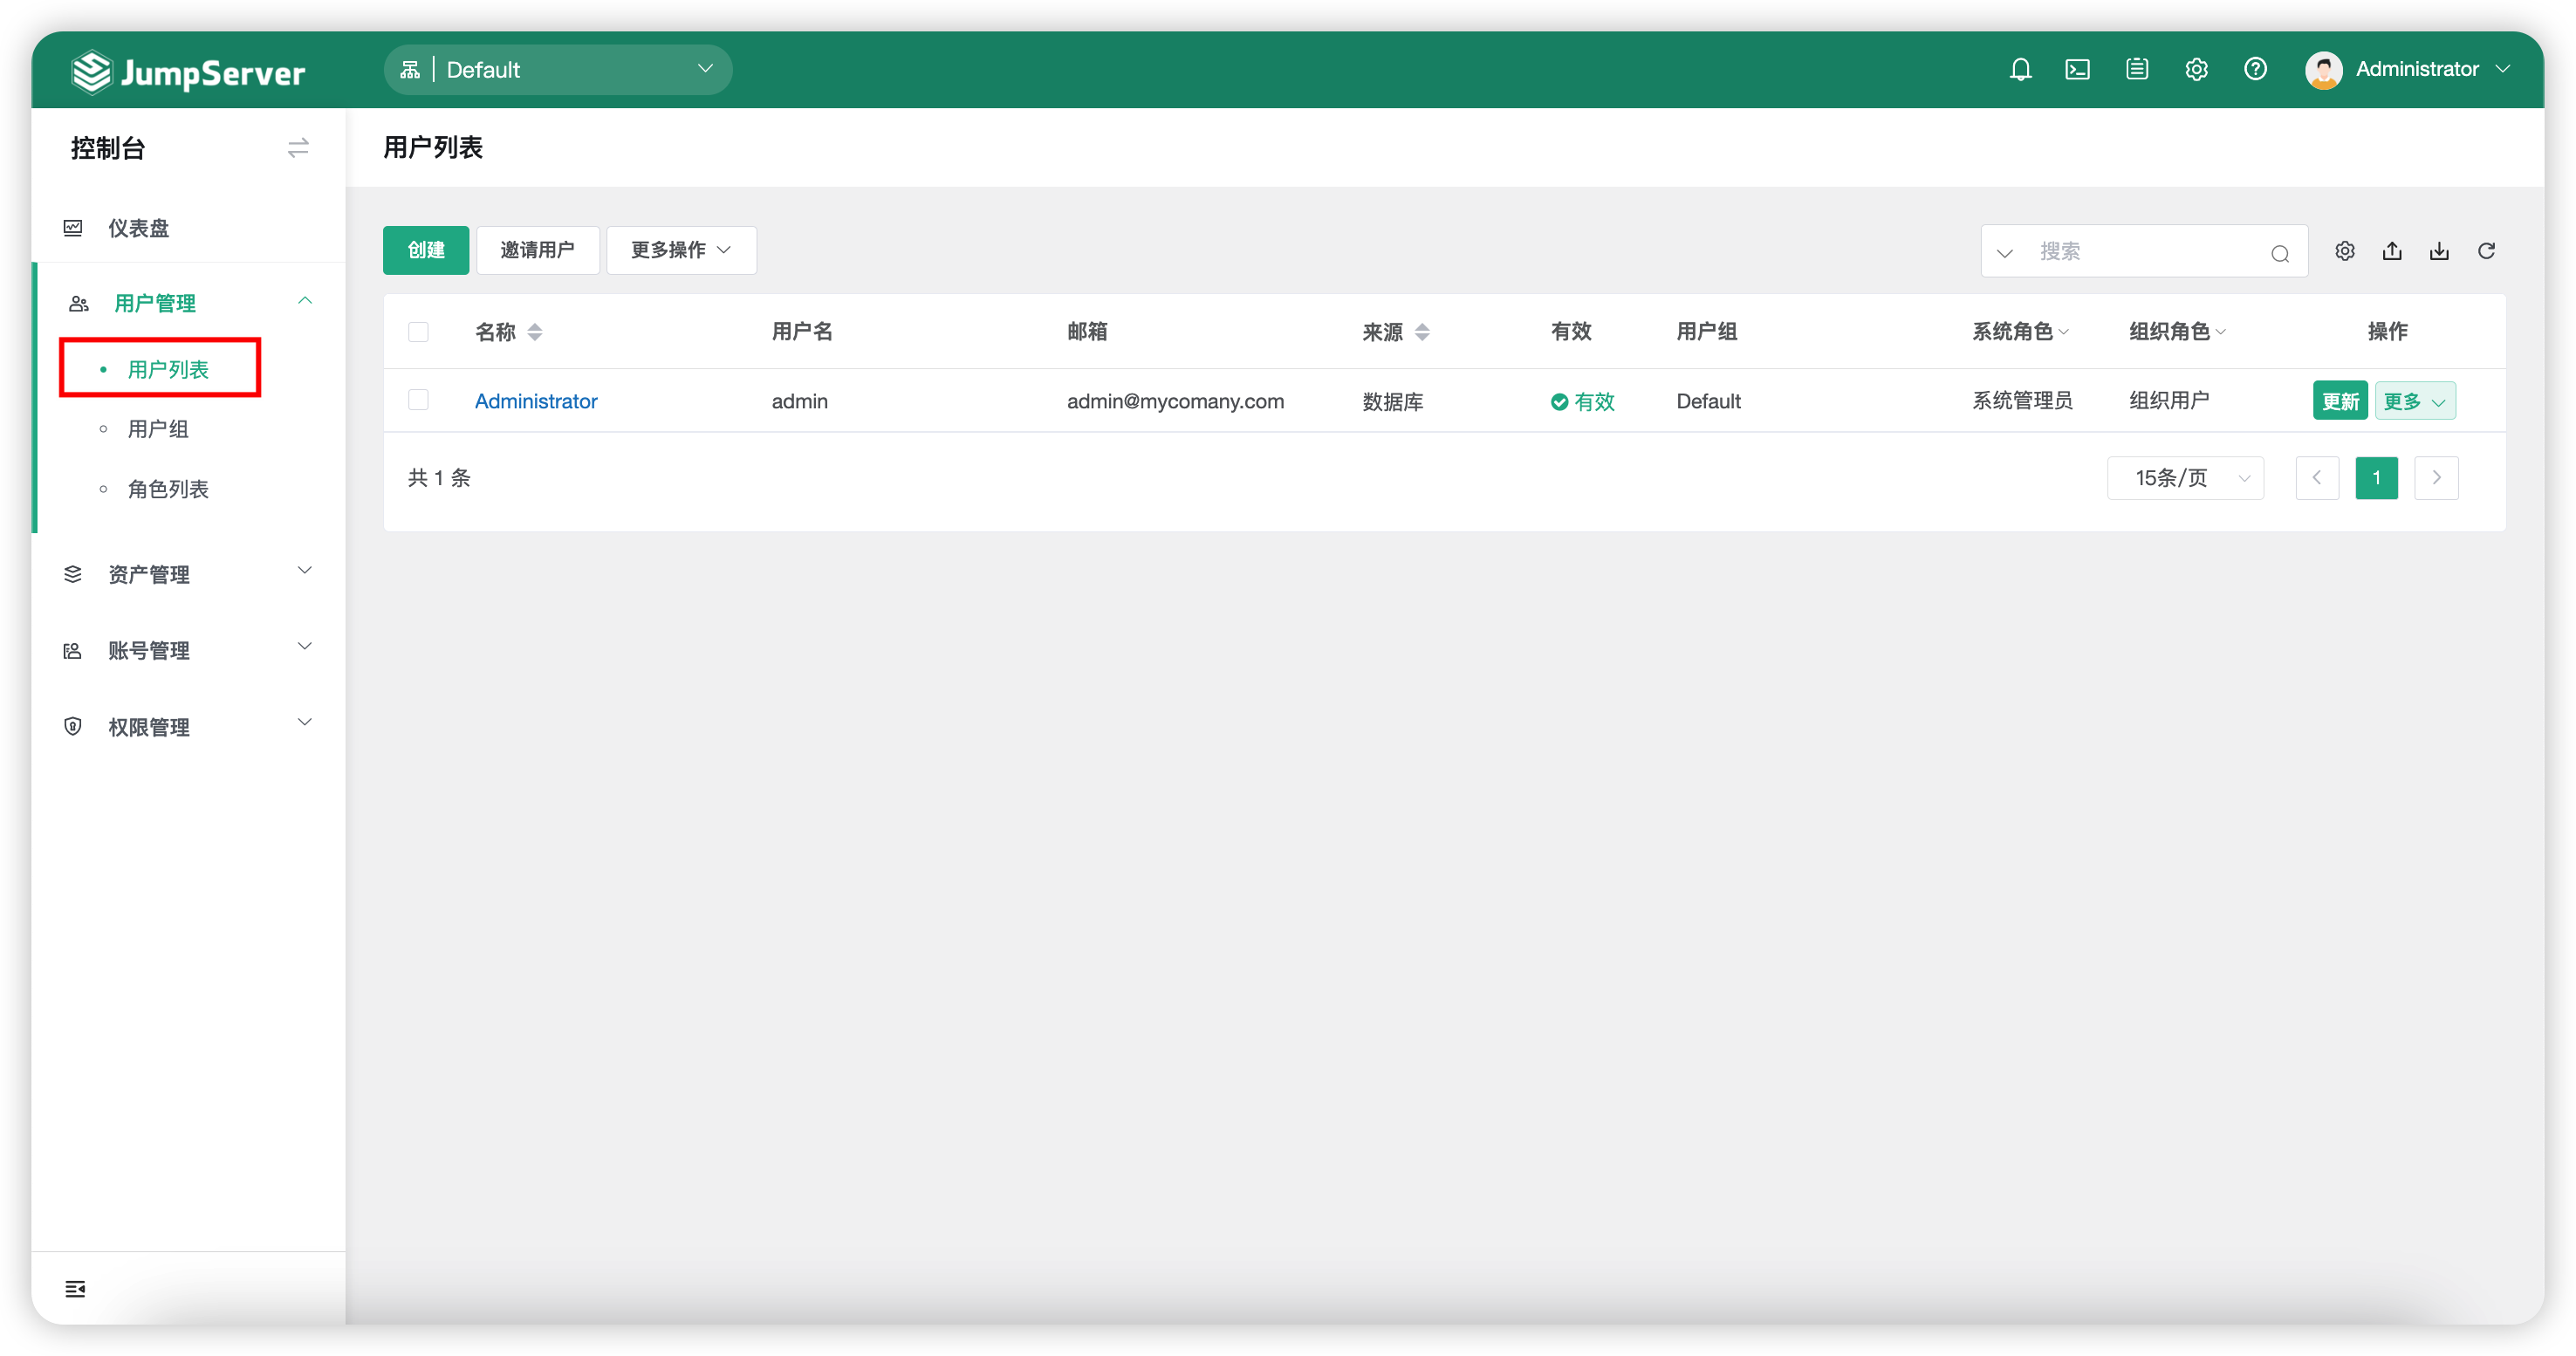 JumpServer
Default
Administrator
控制台
用户列表
仪表盘
用户管理
用户列表
用户组
角色列表
资产管理
账号管理
权限管理
创建
邀请用户
更多操作
搜索
名称 用户名 邮箱 来源 有效 用户组 系统角色 组织角色 操作
Administrator admin admin@mycomany.com 数据库 有效 Default 系统管理员 组织用户 更新 更多
共 1 条
15条/页
1